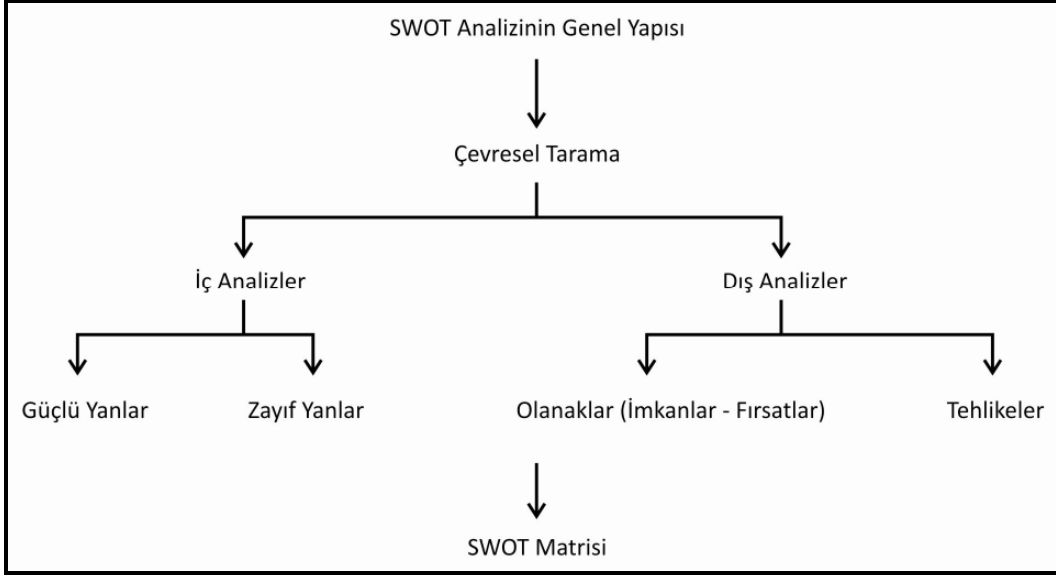 SWOT Analizinin Genel Yapısı
Çevresel Tarama
İç Analizler
Dış Analizler
Güçlü Yanlar
Zayıf Yanlar
Olanaklar (İmkanlar - Fırsatlar)
Tehlikeler
SWOT Matrisi